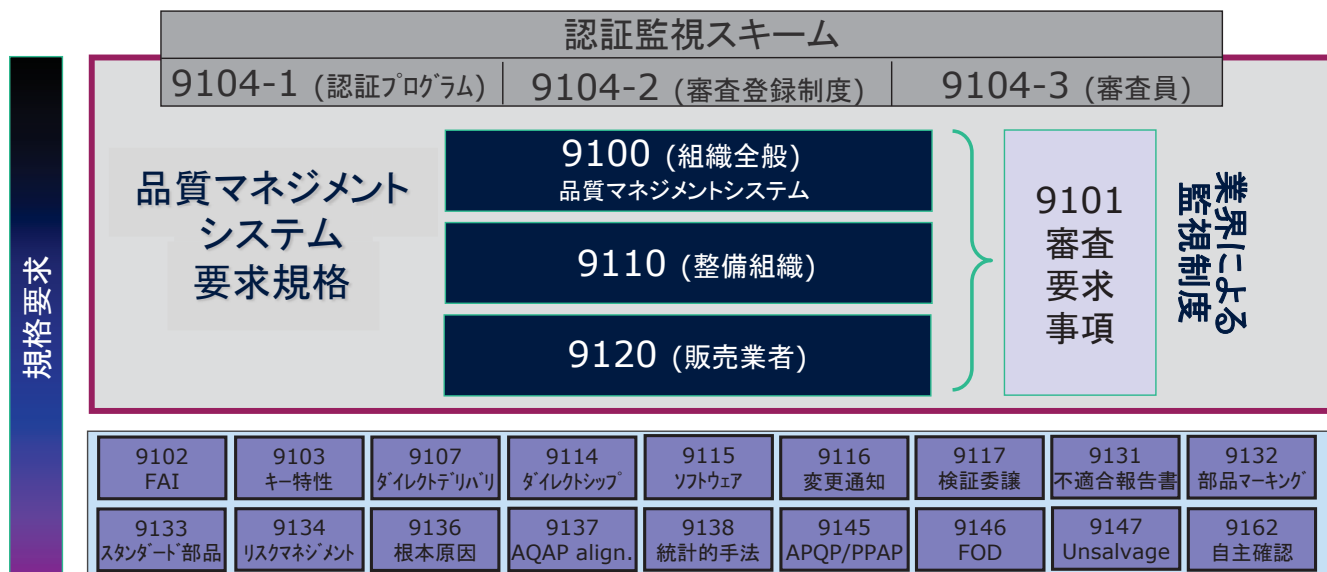 認証監視スキーム
9104-1 (認証プログラム)
9104-2 (審査登録制度)
9104-3 (審査員)
規格要求
品質マネジメント
システム
要求規格
9100 (組織全般)
品質マネジメントシステム
9110 (整備組織)
9120 (販売業者)
9101
審査
要求
事項
業界による
監視制度
9102
FAI
9103
キー特性
9107
ダイレクトデリバリ
9114
ダイレクトシップ
9115
ソフトウェア
9116
変更通知
9117
検証委譲
9131
不適合報告書
9132
部品マーキング
9133
スタンダード部品
9134
リスクマネジメント
9136
根本原因
9137
AQAP align.
9138
統計的手法
9145
APQP/PPAP
9146
FOD
9147
Unsalvage
9162
自主確認